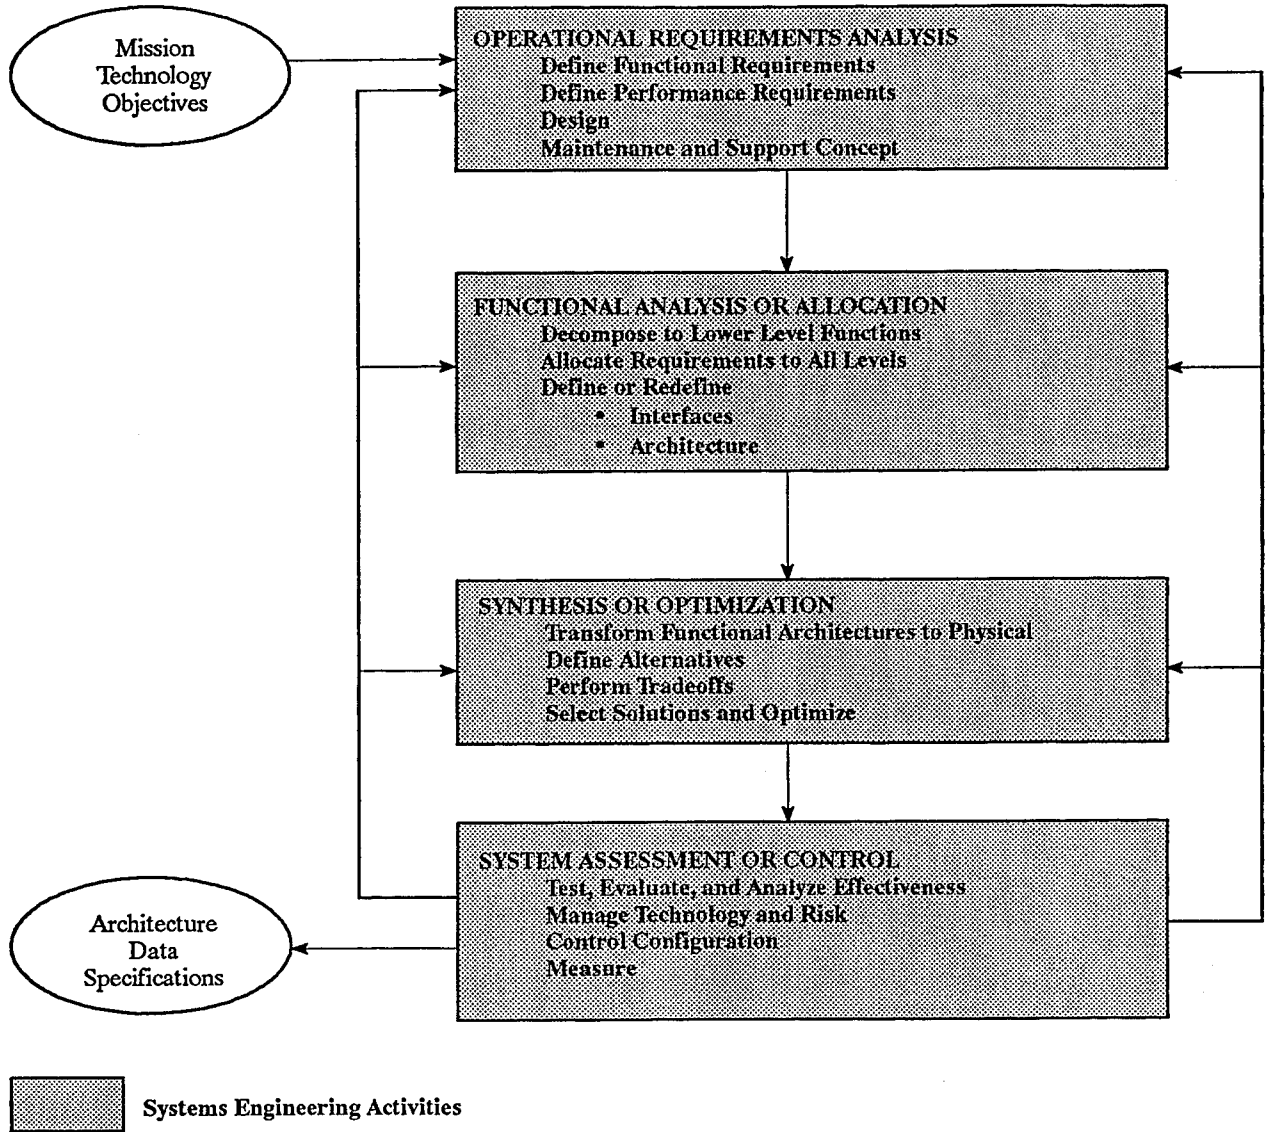 Mission
Technology
Objectives
OPERATIONAL REQUIREMENTS ANALYSIS
Define Functional Requirements
Define Performance Requirements
Design
Maintenance and Support Concept
FUNCTIONAL ANALYSIS OR ALLOCATION
Decompose to Lower Level Functions
Allocate Requirements to All Levels
Define or Redefine
• Interfaces
• Architecture
SYNTHESIS OR OPTIMIZATION
Transform Functional Architectures to Physical
Define Alternatives
Perform Tradeoffs
Select Solutions and Optimize
SYSTEM ASSESSMENT OR CONTROL
Test, Evaluate, and Analyze Effectiveness
Manage Technology and Risk
Control Configuration
Measure
Architecture
Data
Specifications
Systems Engineering Activities